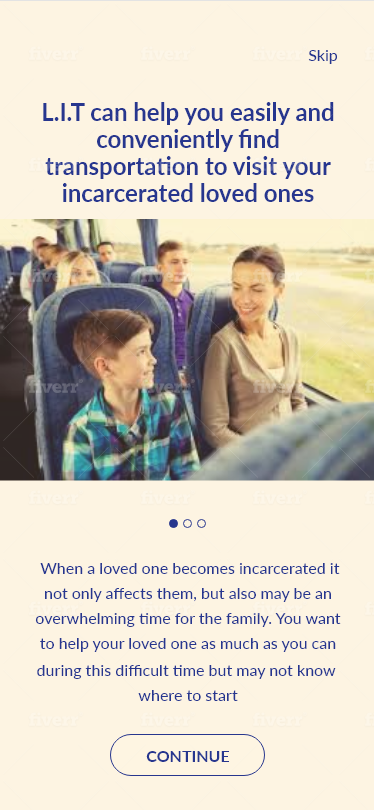 Skip
L.I.T can help you easily and
conveniently find
transportation to visit your
incarcerated loved ones
fiverr
When a loved one becomes incarcerated it
not only affects them, but also may be an
overwhelming time for the family. You want
to help your loved one as much as you can
during this difficult time but may not know
where to start
CONTINUE